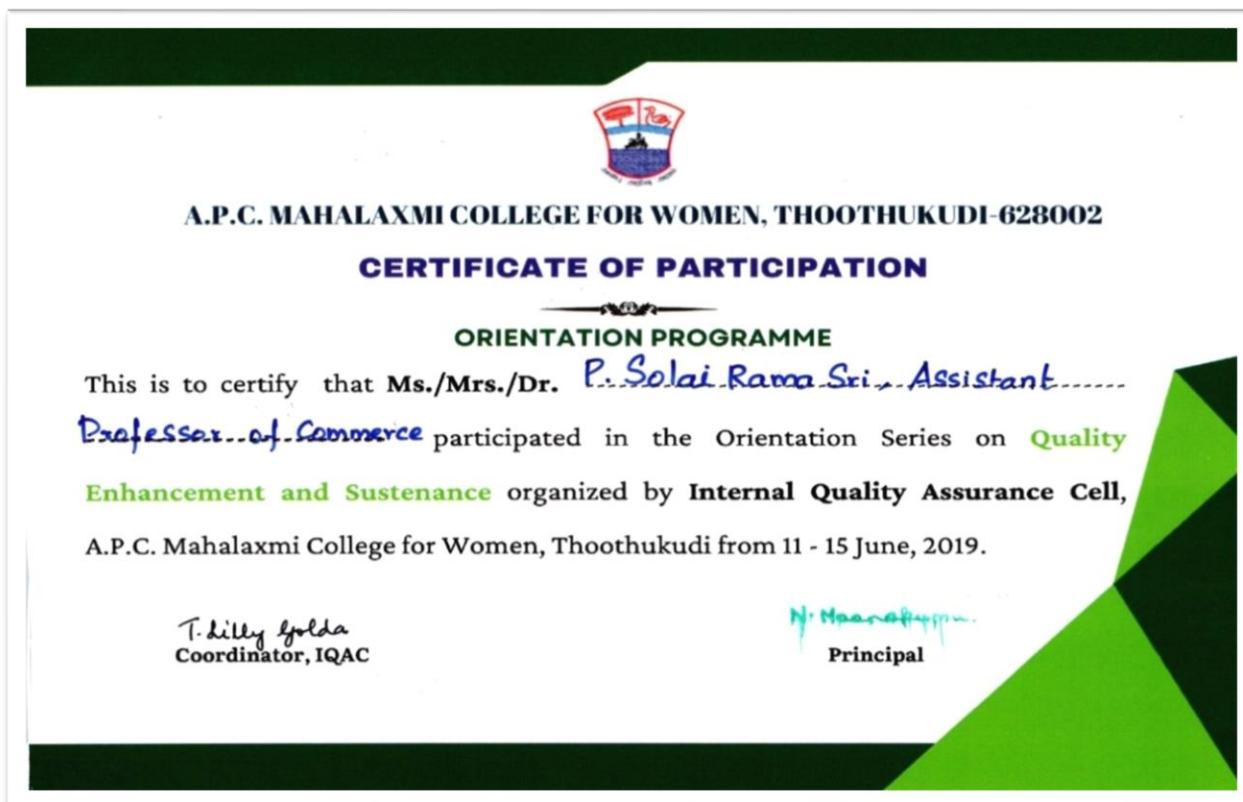 A.P.C. MAHALAXMI COLLEGE FOR WOMEN, THOOTHUKUDI-628002
CERTIFICATE OF PARTICIPATION
ORIENTATION PROGRAMME
This is to certify that Ms./Mrs./Dr. P. Solai Rama Sri, Assistant
Professor of Commerce participated in the Orientation Series on Quality
Enhancement and Sustenance organized by Internal Quality Assurance Cell,
A.P.C. Mahalaxmi College for Women, Thoothukudi from 11 - 15 June, 2019.
T. Lilly Golda
Coordinator, IQAC
Principal